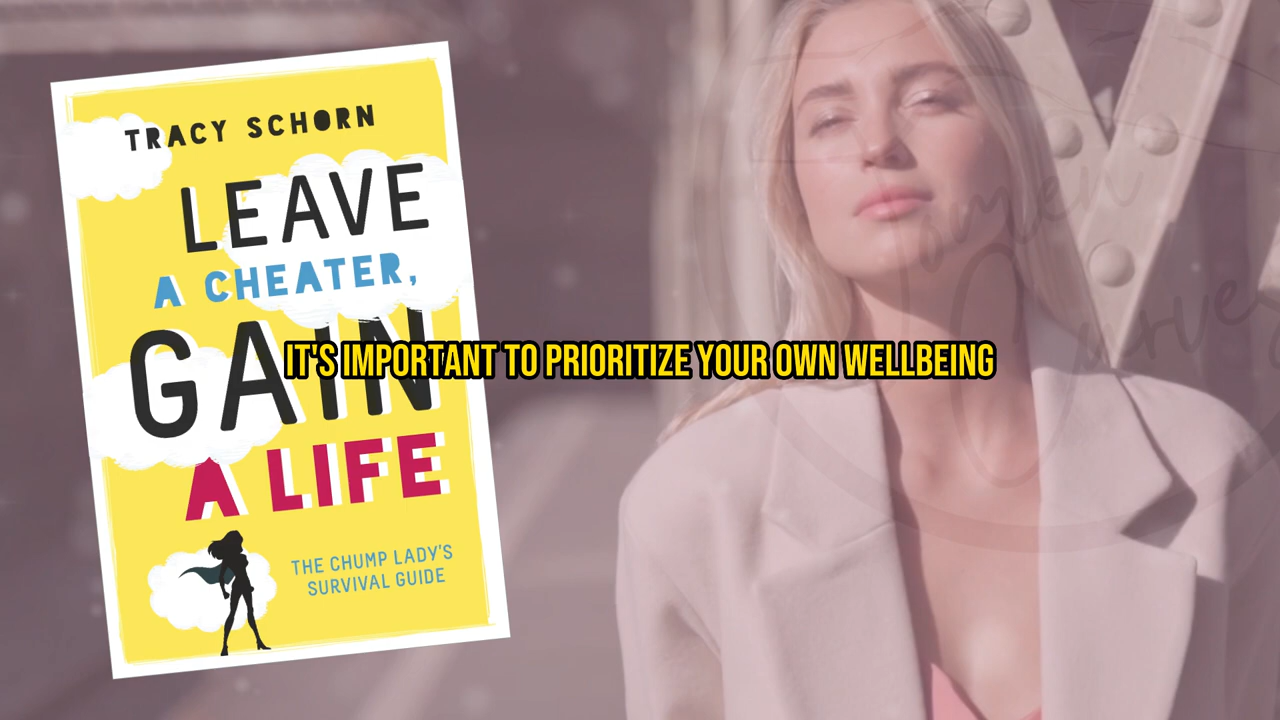 TRACY SCHORN
LEAVE
A CHEATER,
GAIN
A LIFE
THE CHUMP LADY'S
SURVIVAL GUIDE
IT'S IMPORTANT TO PRIORITIZE YOUR OWN WELLBEING